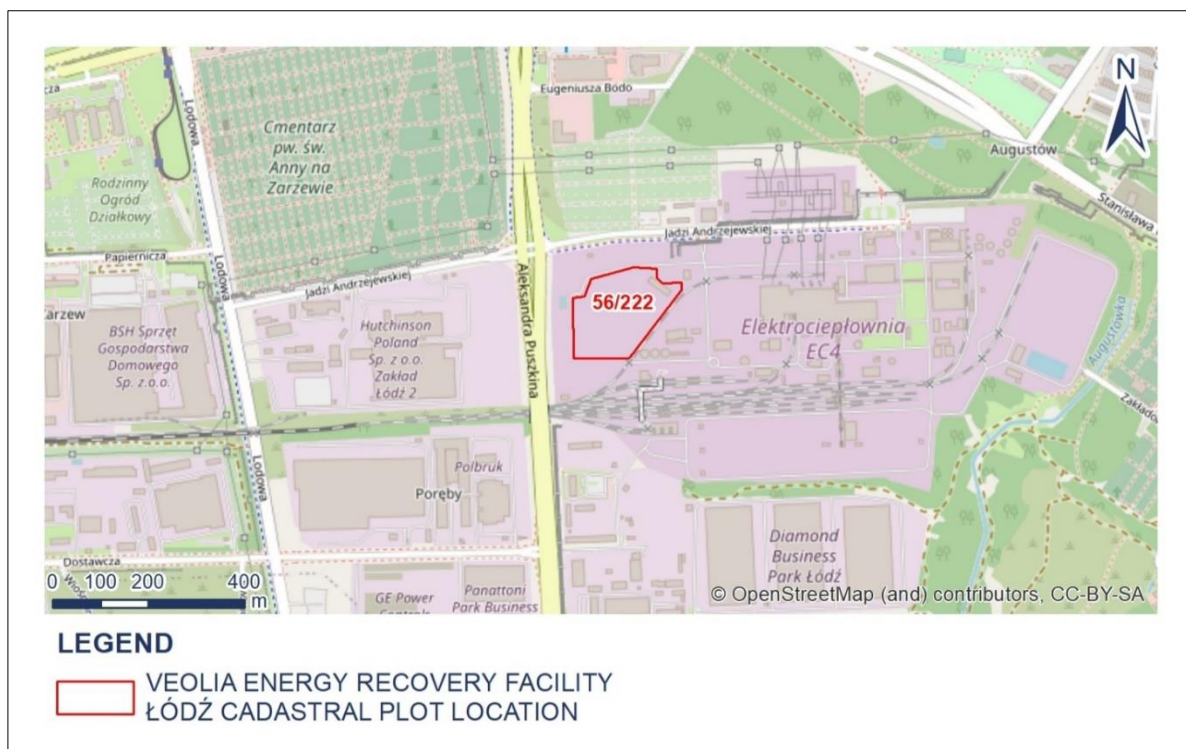 Eugeniusza Bodo
N
Lodowa
Cmentarz
pw. św.
Anny na
Zarzewie
Augustów
Rodzinny
Ogród
Działkowy
Stanisława
Papiernicza
Jadzi Andrzejewskiej
Jadzi Andrzejewskiej
Lodowa
Aleksandra Puszkina
56/222
BSH Sprzęt
Gospodarstwa
Domowego
Sp. z.o.o.
Hutchinson
Poland
Sp. z o.o.
Zakład
Łódź 2
Elektrociepłownia
EC4
Augustówka
Lodowa
Polbruk
Poręby
Diamond
Business
Park Łódź
Dostawcza
GE Power
Panattoni
Park Business
0 100 200 400
m
© OpenStreetMap (and) contributors, CC-BY-SA
LEGEND
VEOLIA ENERGY RECOVERY FACILITY
ŁÓDŹ CADASTRAL PLOT LOCATION